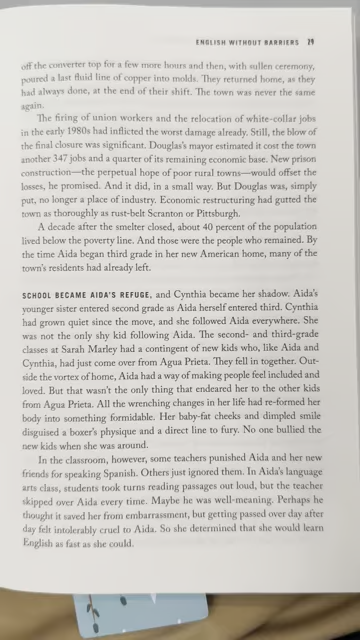 ENGLISH WITHOUT BARRIERS 29
off the converter top for a few more hours and then, with sullen ceremony,
poured a last fluid line of copper into molds. They returned home, as they
had always done, at the end of their shift. The town was never the same
again.
The firing of union workers and the relocation of white-collar jobs
in the early 1980s had inflicted the worst damage already. Still, the blow of
the final closure was significant. Douglas's mayor estimated it cost the town
another 347 jobs and a quarter of its remaining economic base. New prison
construction—the perpetual hope of poor rural towns—would offset the
losses, he promised. And it did, in a small way. But Douglas was, simply
put, no longer a place of industry. Economic restructuring had gutted the
town as thoroughly as rust-belt Scranton or Pittsburgh.
A decade after the smelter closed, about 40 percent of the population
lived below the poverty line. And those were the people who remained. By
the time Aida began third grade in her new American home, many of the
town's residents had already left.
SCHOOL BECAME AIDA'S REFUGE, and Cynthia became her shadow. Aida's
younger sister entered second grade as Aida herself entered third. Cynthia
had grown quiet since the move, and she followed Aida everywhere. She
was not the only shy kid following Aida. The second- and third-grade
classes at Sarah Marley had a contingent of new kids who, like Aida and
Cynthia, had just come over from Agua Prieta. They fell in together. Out-
side the vortex of home, Aida had a way of making people feel included and
loved. But that wasn't the only thing that endeared her to the other kids
from Agua Prieta. All the wrenching changes in her life had re-formed her
body into something formidable. Her baby-fat cheeks and dimpled smile
disguised a boxer's physique and a direct line to fury. No one bullied the
new kids when she was around.
In the classroom, however, some teachers punished Aida and her new
friends for speaking Spanish. Others just ignored them. In Aida's language
arts class, students took turns reading passages out loud, but the teacher
skipped over Aida every time. Maybe he was well-meaning. Perhaps he
thought it saved her from embarrassment, but getting passed over day after
day felt intolerably cruel to Aida. So she determined that she would learn
English as fast as she could.